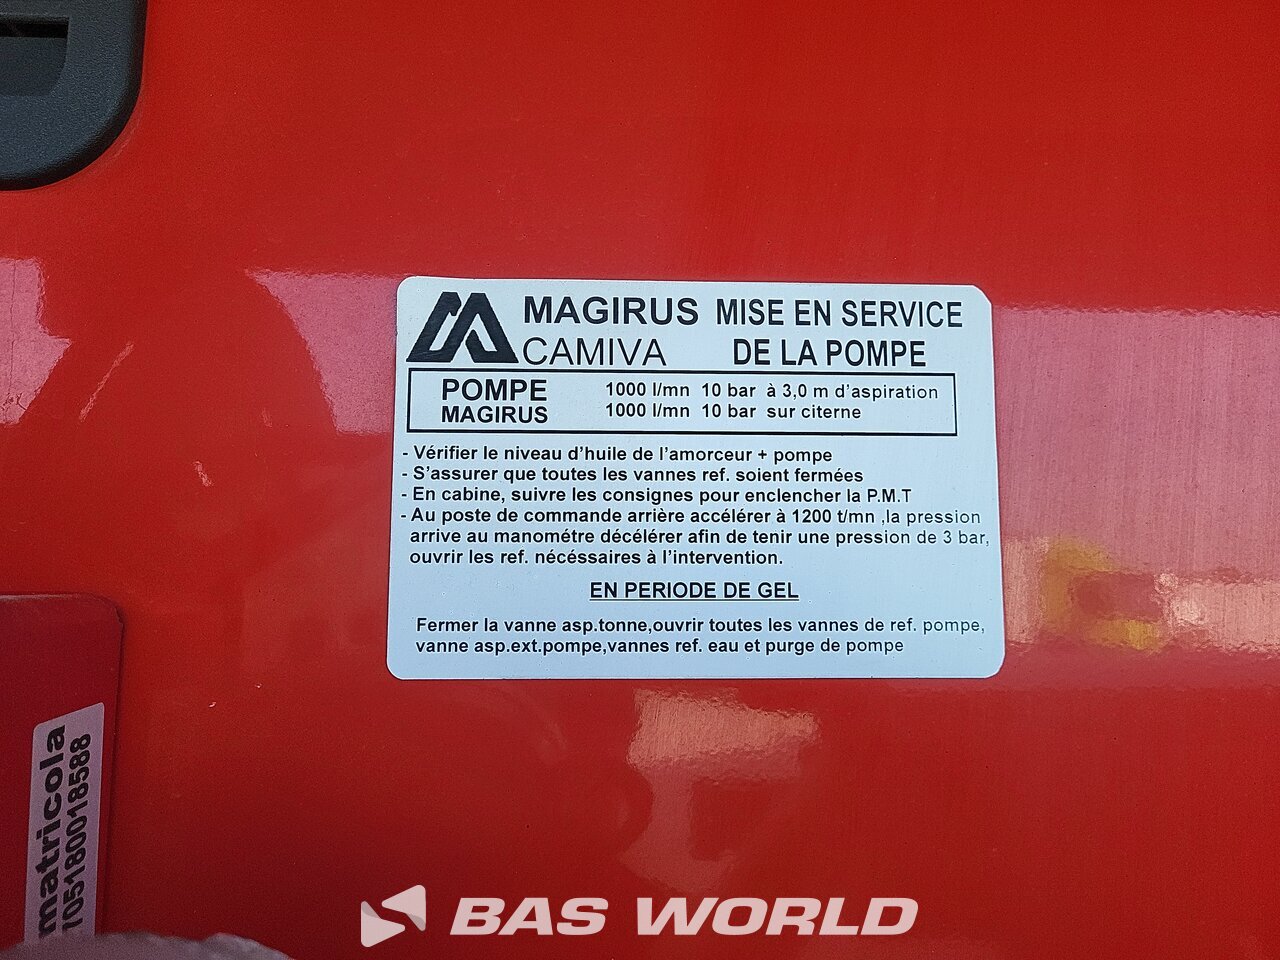 MAGIRUS
CAMIVA
MISE EN SERVICE
DE LA POMPE
POMPE
MAGIRUS
1000 l/mn 10 bar à 3,0 m d'aspiration
1000 l/mn 10 bar sur citerne
- Vérifier le niveau d'huile de l'amorceur + pompe
- S'assurer que toutes les vannes ref. soient fermées
- En cabine, suivre les consignes pour enclencher la P.M.T
- Au poste de commande arrière accélérer à 1200 t/mn ,la pression
arrive au manométre décélérer afin de tenir une pression de 3 bar,
ouvrir les ref. nécéssaires à l'intervention.
EN PERIODE DE GEL
Fermer la vanne asp.tonne,ouvrir toutes les vannes de ref. pompe,
vanne asp.ext.pompe,vannes ref. eau et purge de pompe
matricola
705180018588
BAS WORLD